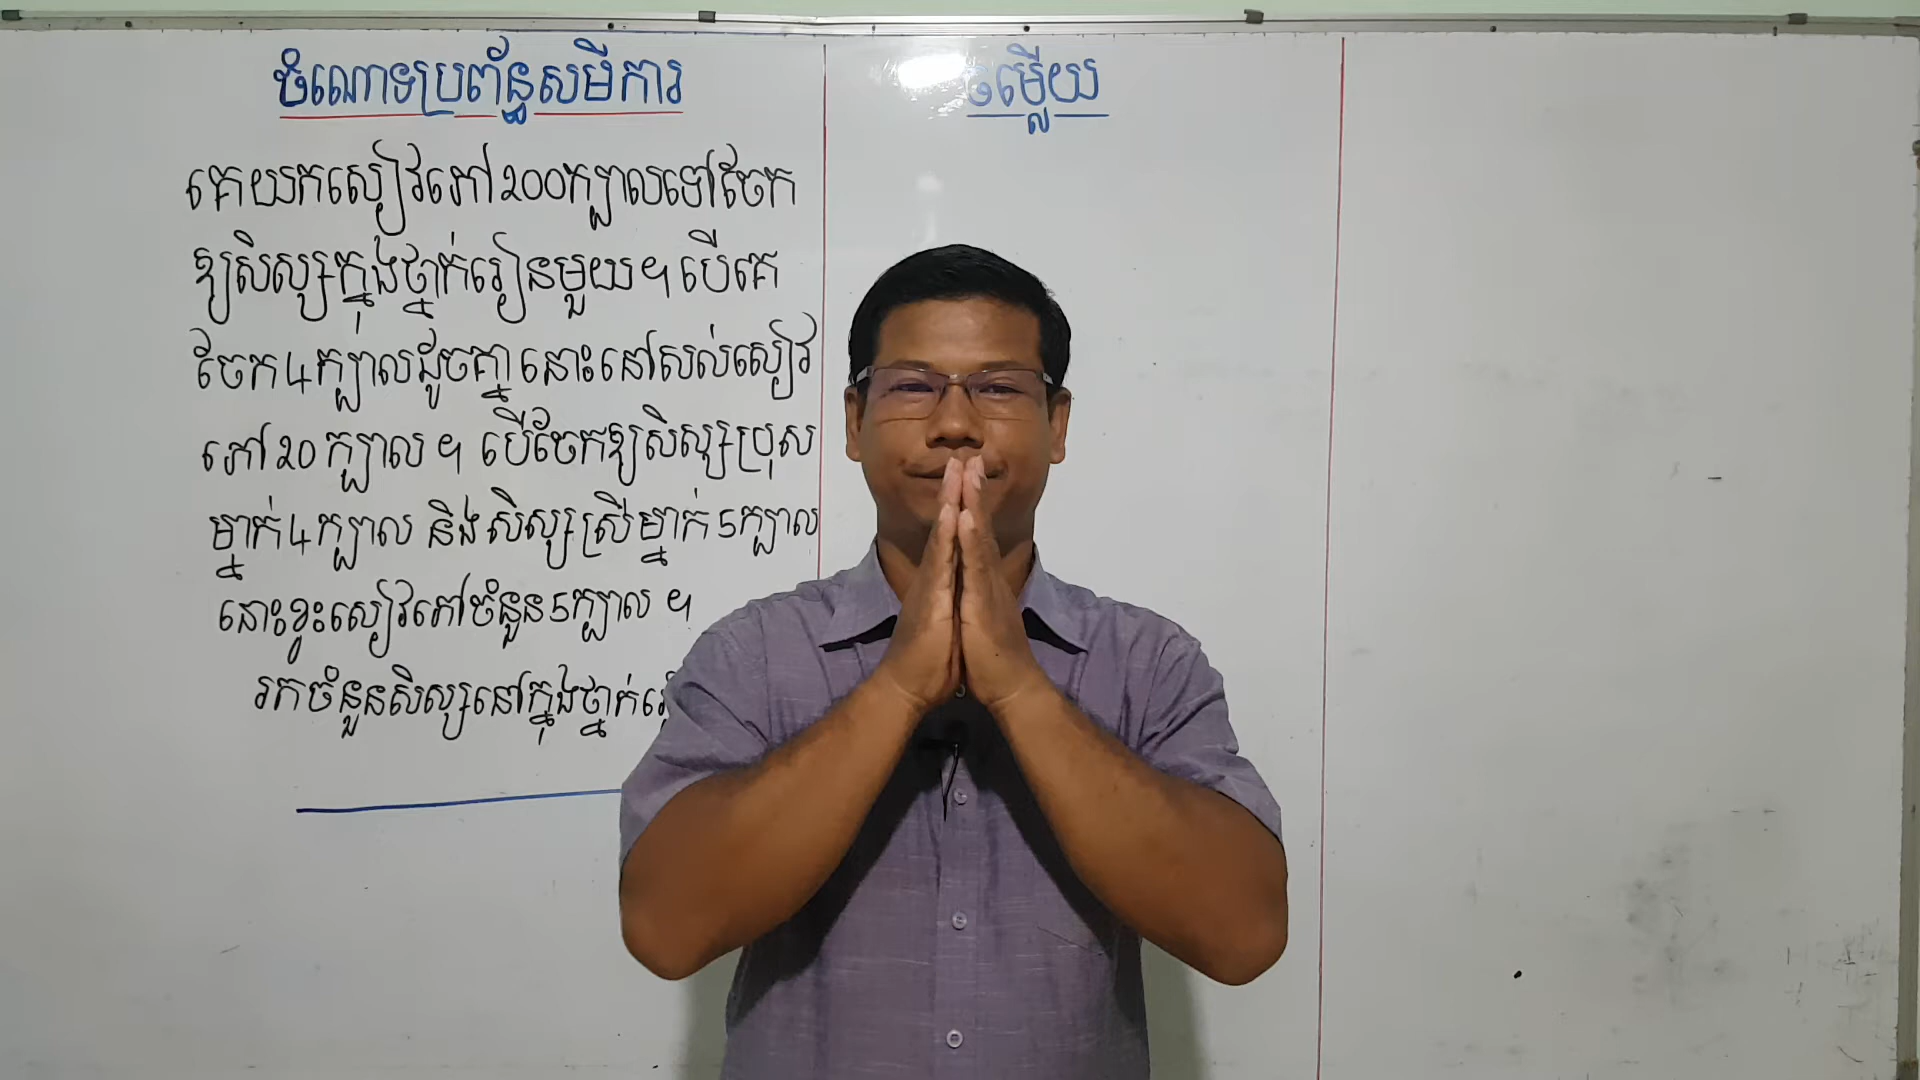 ចំណោទប្រព័ន្ធសមីការ
ចម្លើយ
គេយកសៀវភៅ 200ក្បាលទៅចែក
ឱ្យសិស្សក្នុងថ្នាក់រៀនមួយ ។ បើគេ
ចែក 4 ក្បាលដូចគ្នា នោះនៅសល់សៀវ
ភៅ 20 ក្បាល ។ បើចែកឱ្យសិស្សប្រុស
ម្នាក់ 4 ក្បាល និងសិស្សស្រីម្នាក់ 5 ក្បាល
នោះខ្វះសៀវភៅចំនួន 5 ក្បាល ។
រកចំនួនសិស្សនៅក្នុងថ្នាក់